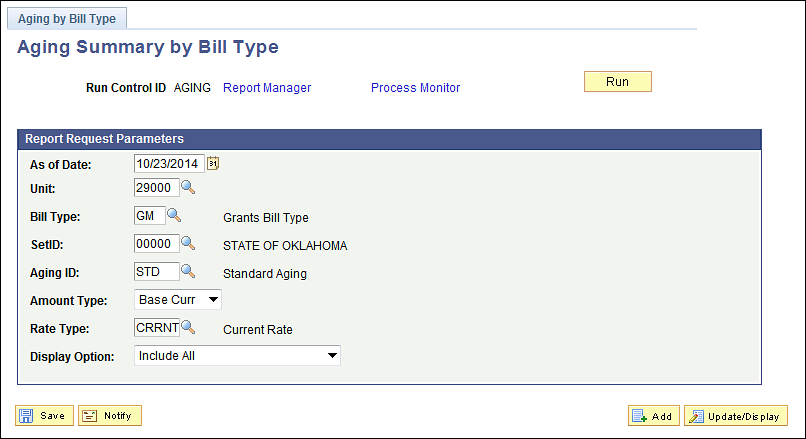 Aging by Bill Type
Aging Summary by Bill Type
Run Control ID AGING Report Manager Process Monitor Run
Report Request Parameters
As of Date: 10/23/2014 31
Unit: 29000
Bill Type: GM Grants Bill Type
SetID: 00000 STATE OF OKLAHOMA
Aging ID: STD Standard Aging
Amount Type: Base Curr
Rate Type: CRRNT Current Rate
Display Option: Include All
Save Notify Add Update/Display